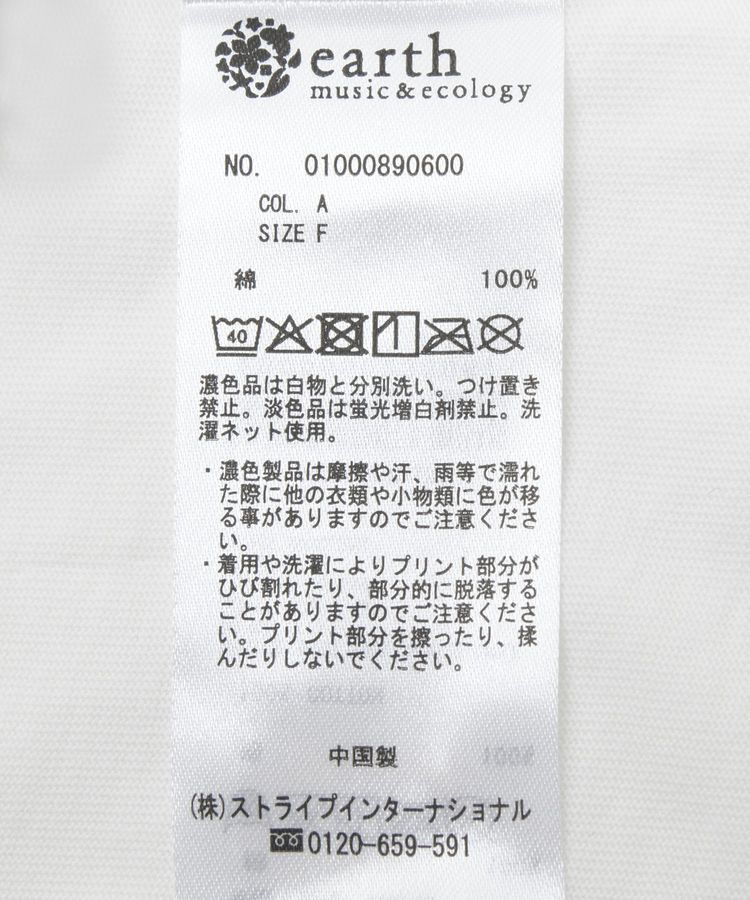 earth
music&ecology
NO. 01000890600
COL. A
SIZE F
綿 100%
40
濃色品は白物と分別洗い。つけ置き
禁止。淡色品は蛍光増白剤禁止。洗
濯ネット使用。
・濃色製品は摩擦や汗、雨等で濡れ
た際に他の衣類や小物類に色が移
る事がありますのでご注意くださ
い。
・着用や洗濯によりプリント部分が
ひび割れたり、部分的に脱落する
ことがありますのでご注意くださ
い。プリント部分を擦ったり、揉
んだりしないでください。
中国製
(株)ストライプインターナショナル
0120-659-591